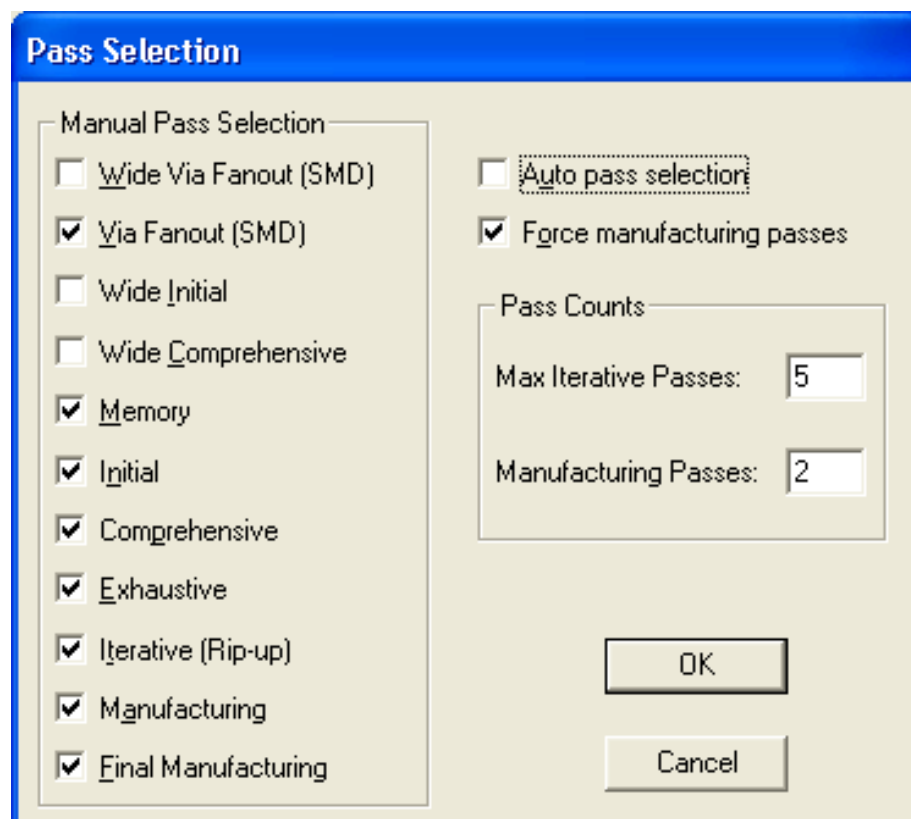 Pass Selection
Manual Pass Selection
Wide Via Fanout (SMD)
Via Fanout (SMD)
Wide Initial
Wide Comprehensive
Memory
Initial
Comprehensive
Exhaustive
Iterative (Rip-up)
Manufacturing
Final Manufacturing
Auto pass selection
Force manufacturing passes
Pass Counts
Max Iterative Passes: 5
Manufacturing Passes: 2
OK
Cancel